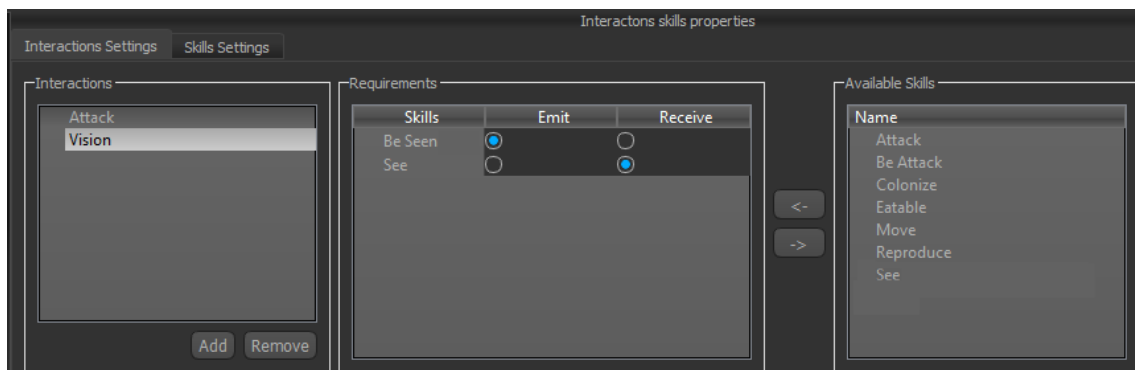 Interactons skills properties
Interactions Settings Skills Settings
Interactions
Attack
Vision
Add Remove
Requirements
Skills Emit Receive
Be Seen
See
<-
->
Available Skills
Name
Attack
Be Attack
Colonize
Eatable
Move
Reproduce
See